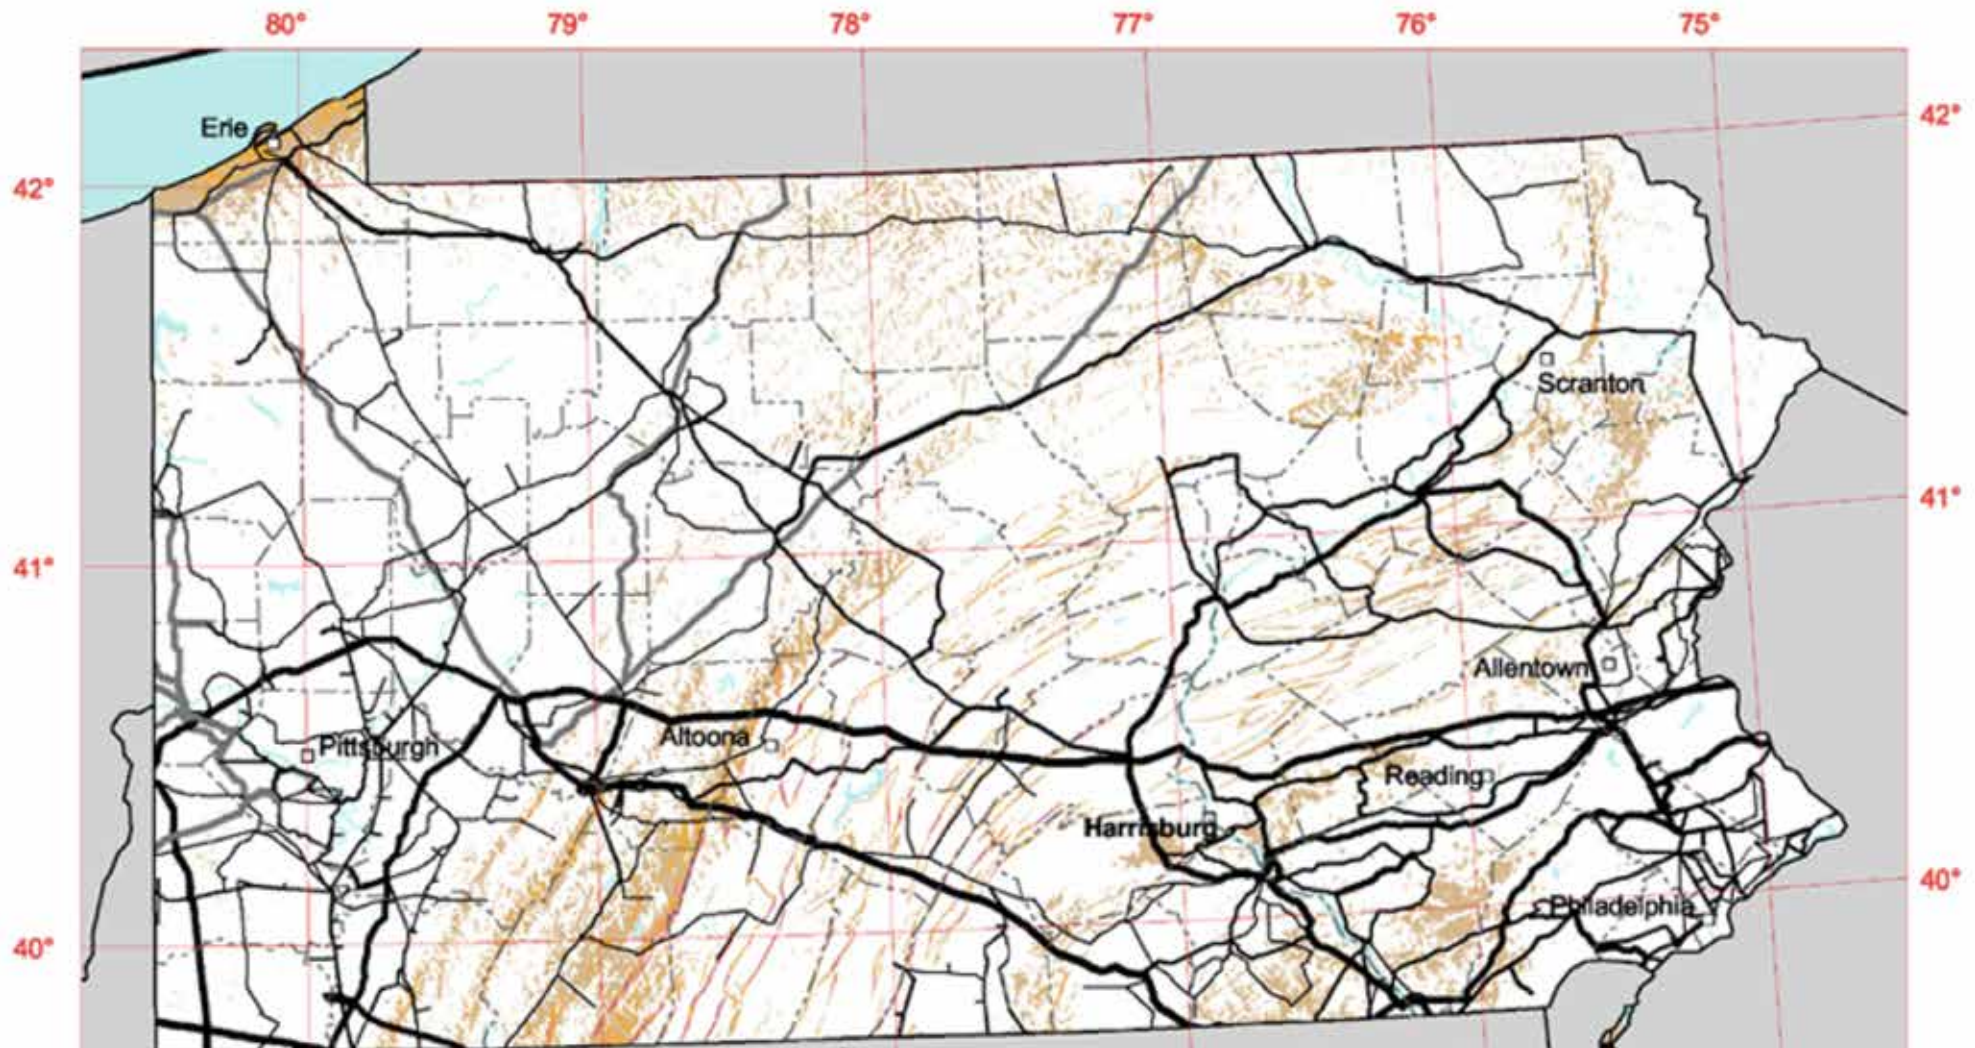 80° 79° 78° 77° 76° 75°
42°
Erie
42°
Scranton
41°
41°
Allentown
Pittsburgh
Altoona
Reading
Harrisburg
40°
Philadelphia
40°